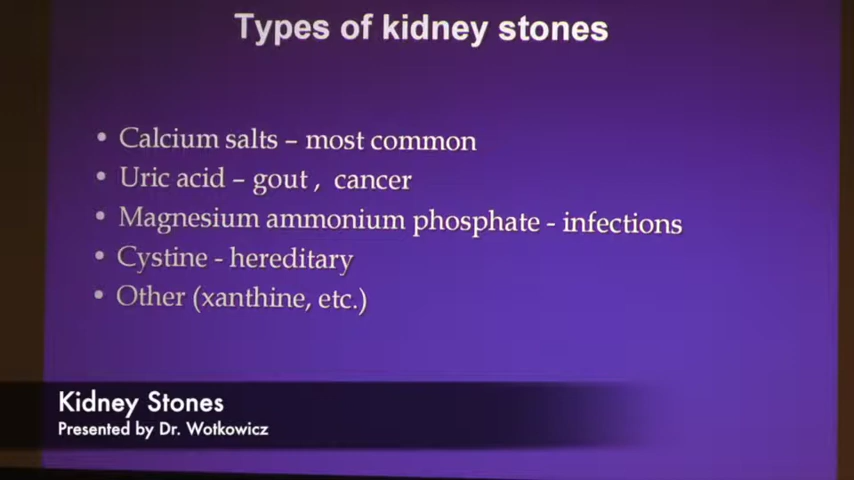 Types of kidney stones
• Calcium salts – most common
• Uric acid – gout , cancer
• Magnesium ammonium phosphate - infections
• Cystine - hereditary
• Other (xanthine, etc.)
Kidney Stones
Presented by Dr. Wotkowicz